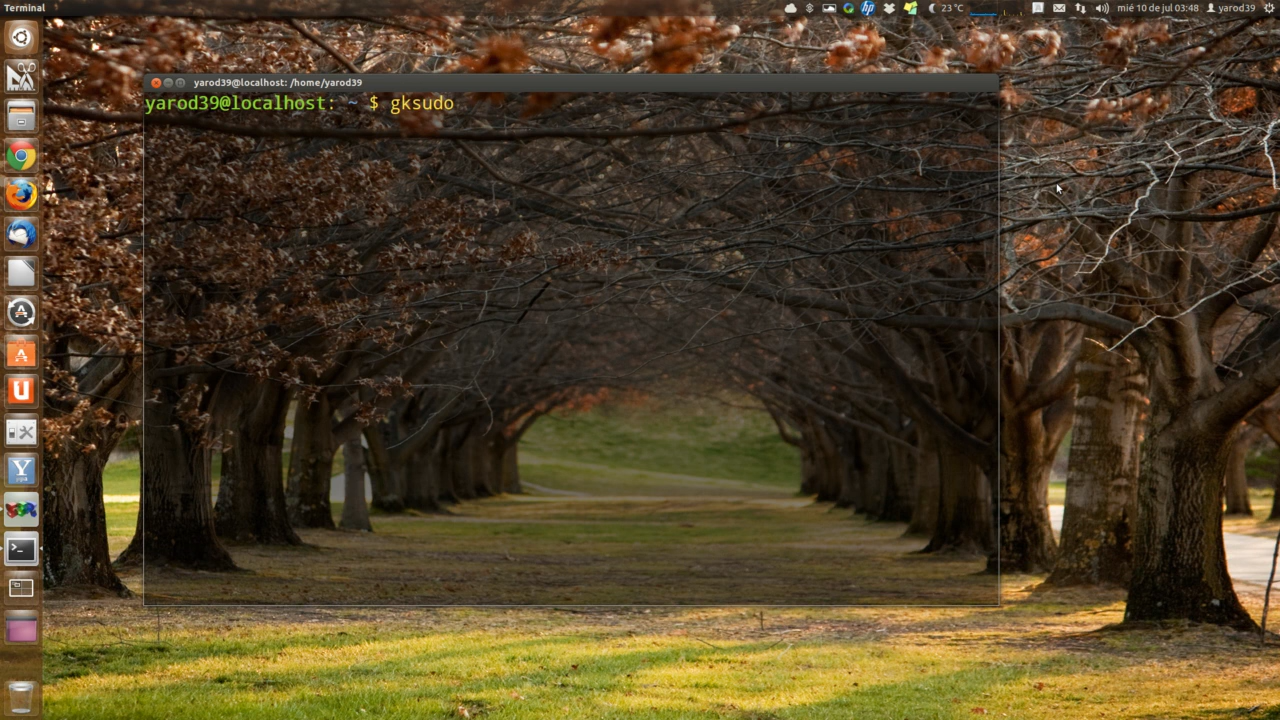 Terminal
23 °C
mié 10 de jul 03:48
yarod39
yarod39@localhost: /home/yarod39
yarod39@localhost: ~ $ gksudo